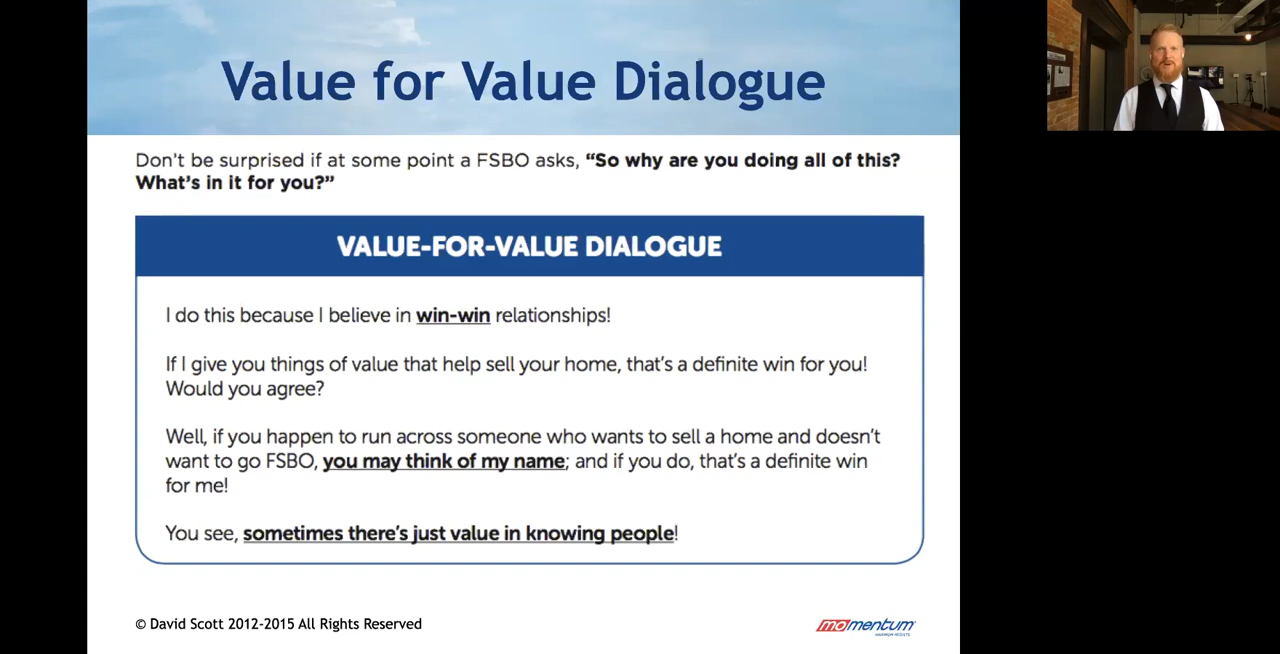 Value for Value Dialogue
Don't be surprised if at some point a FSBO asks, “So why are you doing all of this?
What's in it for you?”
VALUE-FOR-VALUE DIALOGUE
I do this because I believe in win-win relationships!
If I give you things of value that help sell your home, that's a definite win for you!
Would you agree?
Well, if you happen to run across someone who wants to sell a home and doesn't
want to go FSBO, you may think of my name; and if you do, that's a definite win
for me!
You see, sometimes there's just value in knowing people!
© David Scott 2012-2015 All Rights Reserved
momentum
MAXIMUM RESULTS